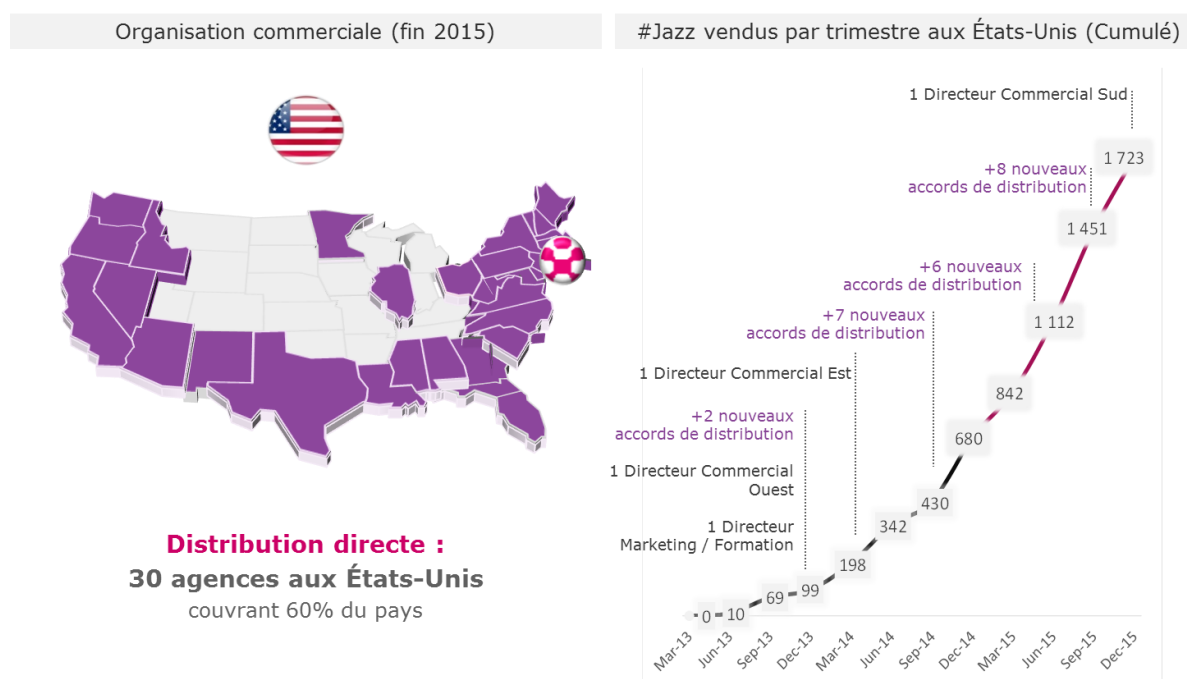 Organisation commerciale (fin 2015)
Distribution directe :
30 agences aux États-Unis
couvrant 60% du pays
#Jazz vendus par trimestre aux États-Unis (Cumulé)
1 Directeur Commercial Sud
1 723
+8 nouveaux
accords de distribution
1 451
+6 nouveaux
accords de distribution
+7 nouveaux
accords de distribution
1 112
1 Directeur Commercial Est
842
+2 nouveaux
accords de distribution
680
1 Directeur Commercial
Ouest
430
1 Directeur
Marketing / Formation
342
198
99
69
10
0
Mar-13
Jun-13
Sep-13
Dec-13
Mar-14
Jun-14
Sep-14
Dec-14
Mar-15
Jun-15
Sep-15
Dec-15